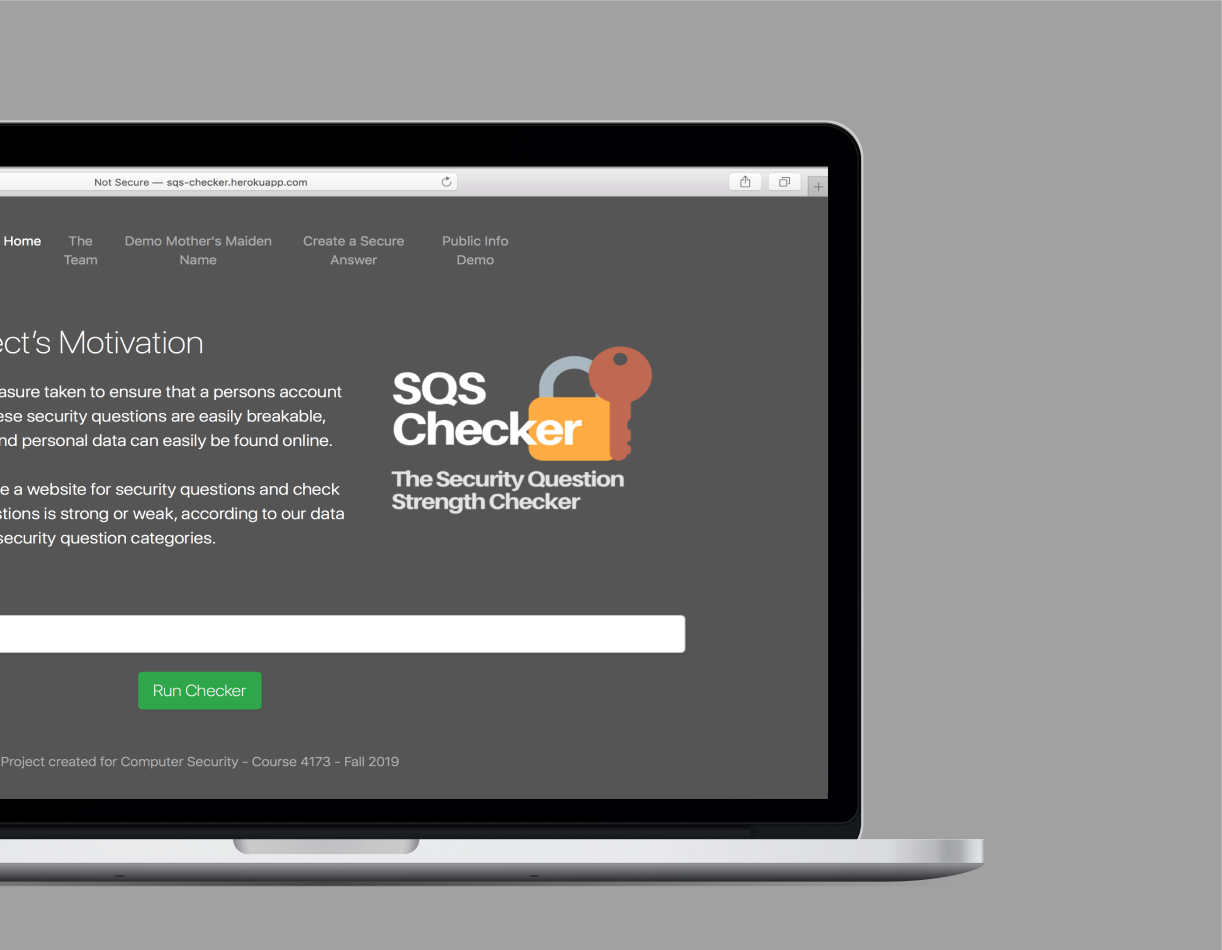 Not Secure — sqs-checker.herokuapp.com
Home
The
Team
Demo Mother's Maiden
Name
Create a Secure
Answer
Public Info
Demo
ect's Motivation
asure taken to ensure that a persons account
ese security questions are easily breakable,
nd personal data can easily be found online.
e a website for security questions and check
stions is strong or weak, according to our data
security question categories.
SQS
Checker
The Security Question
Strength Checker
Run Checker
Project created for Computer Security - Course 4173 - Fall 2019